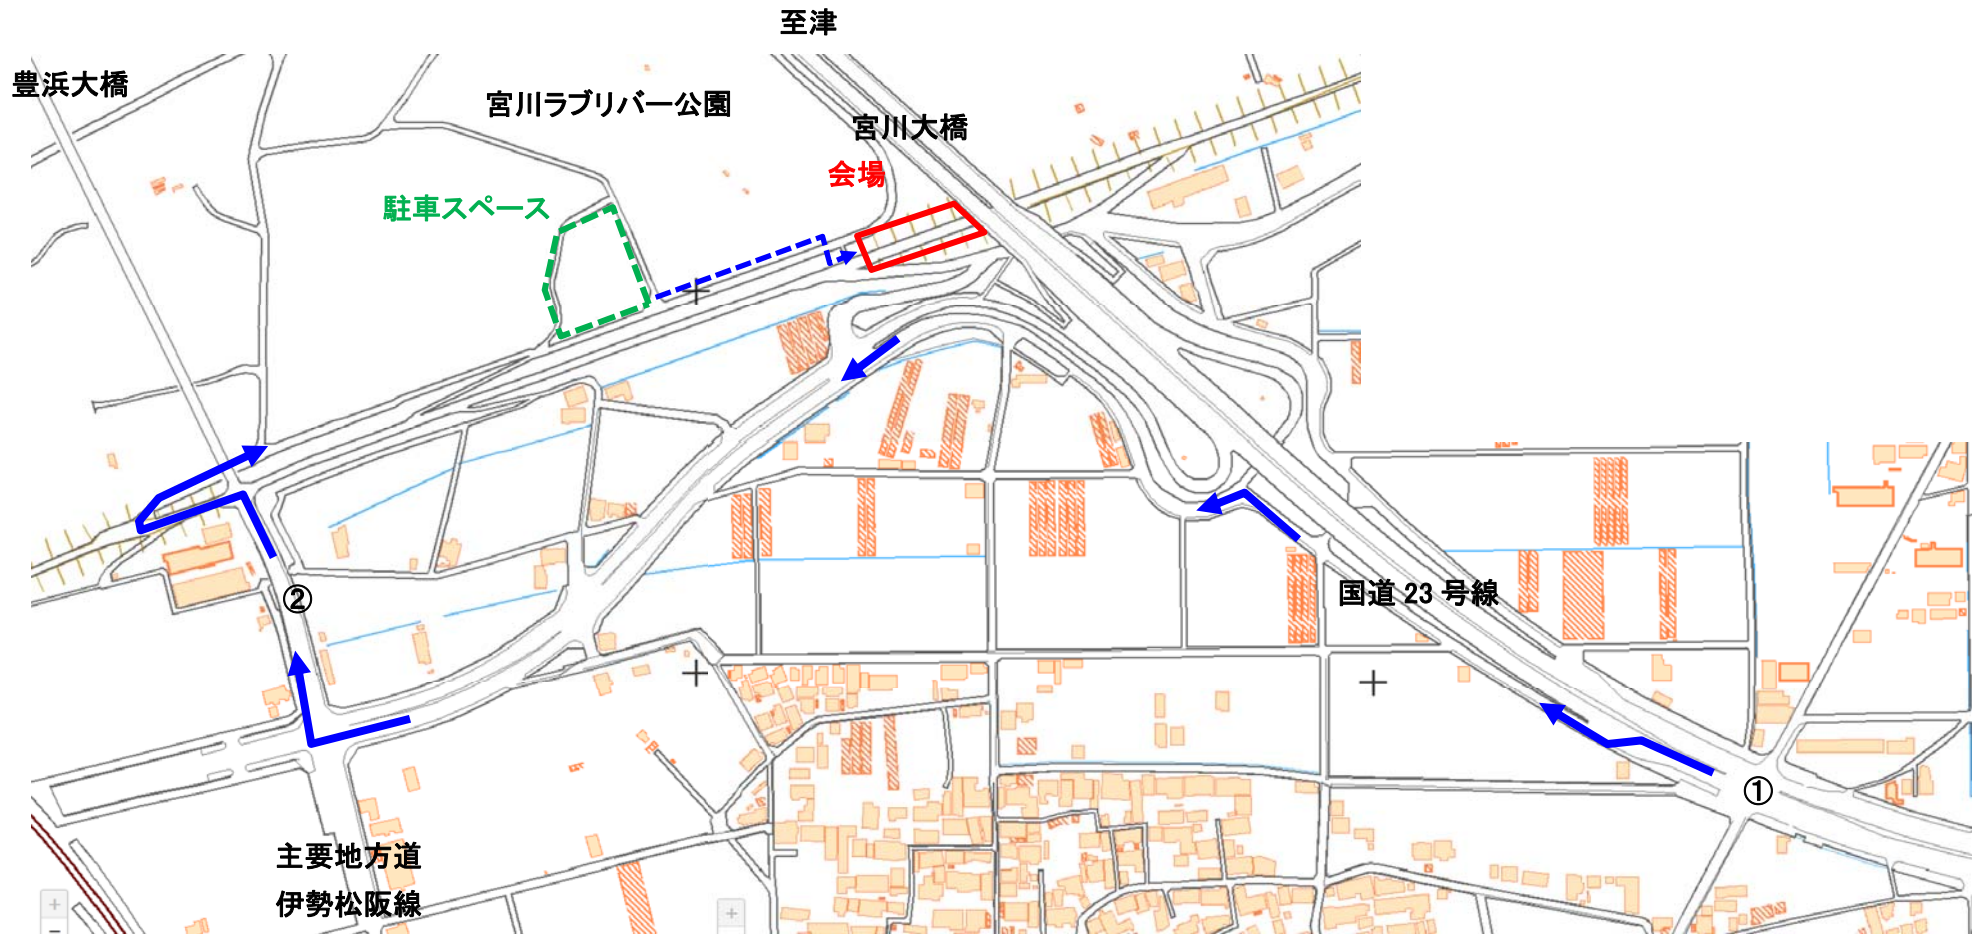 至津
豊浜大橋
宮川ラブリバー公園
宮川大橋
会場
駐車スペース
国道 23 号線
②
①
主要地方道
伊勢松阪線